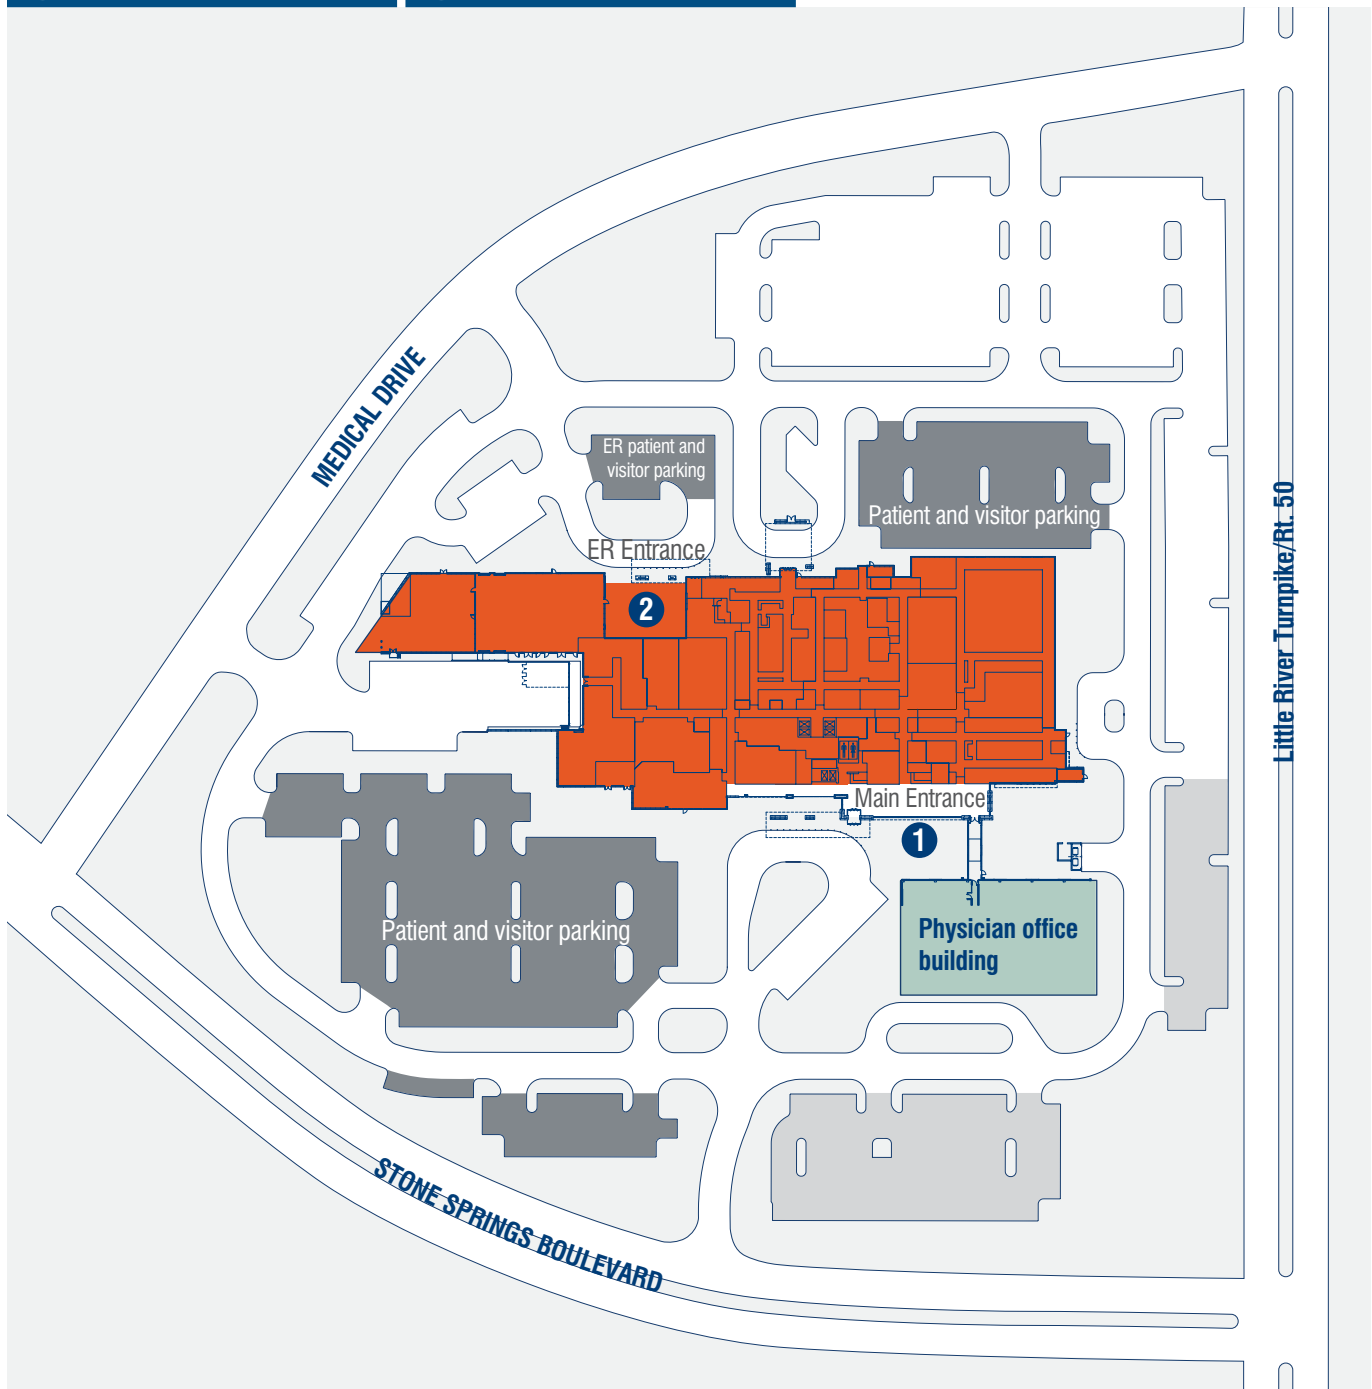 MEDICAL DRIVE
ER patient and
visitor parking
Patient and visitor parking
ER Entrance
2
Little River Turnpike/Rt. 50
Main Entrance
1
Patient and visitor parking
Physician office
building
STONE SPRINGS BOULEVARD